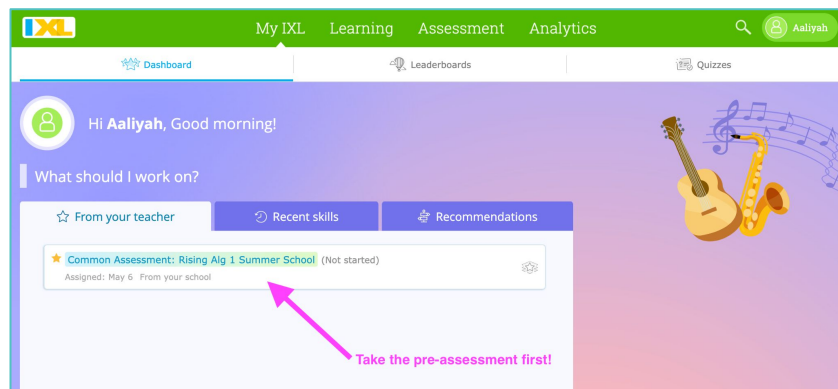 IXL My IXL Learning Assessment Analytics Aaliyah
Dashboard Leaderboards Quizzes
Hi Aaliyah, Good morning!
What should I work on?
From your teacher Recent skills Recommendations
Common Assessment: Rising Alg 1 Summer School (Not started)
Assigned: May 6 From your school
Take the pre-assessment first!